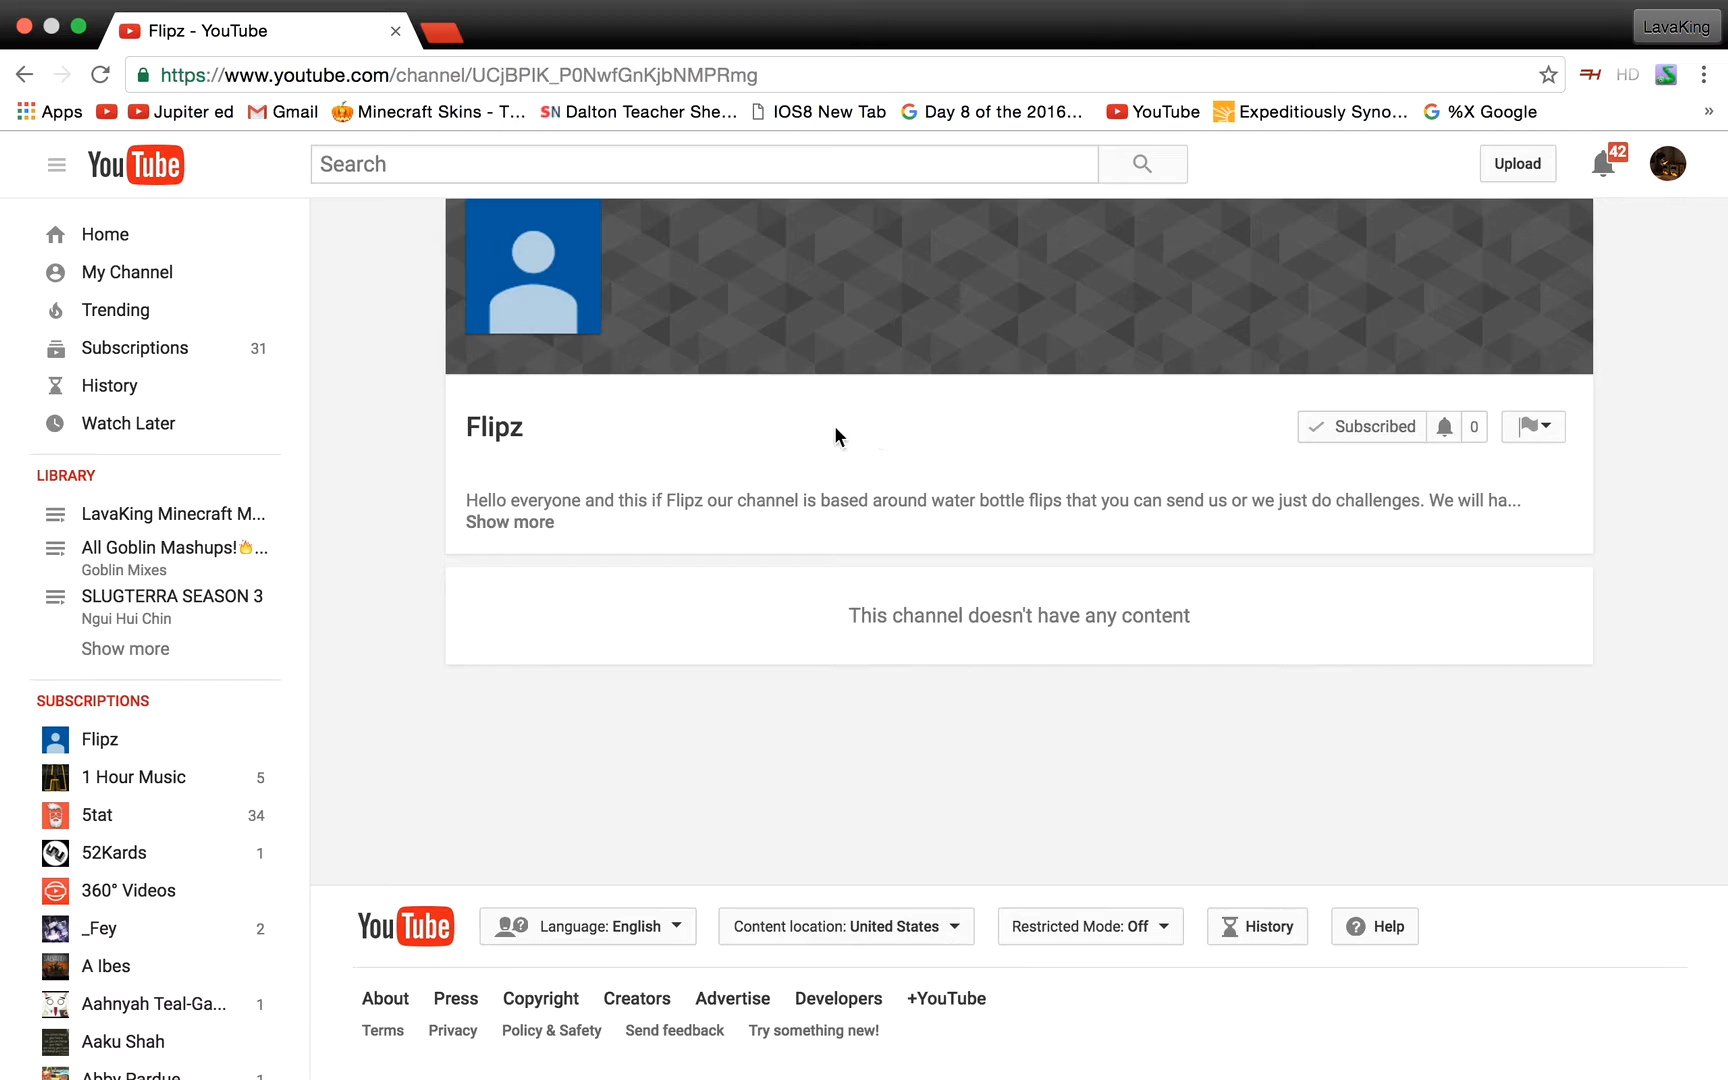 Flipz - YouTube
LavaKing
https://www.youtube.com/channel/UCjBPIK_P0NwfGnKjbNMPRmg
HD
Apps
Jupiter ed
Gmail
Minecraft Skins - T...
SN Dalton Teacher She...
IOS8 New Tab
Day 8 of the 2016...
YouTube
Expeditiously Syno...
%X Google
»
YouTube
Search
Upload
42
Home
My Channel
Trending
Subscriptions 31
History
Watch Later
LIBRARY
LavaKing Minecraft M...
All Goblin Mashups!🔥...
Goblin Mixes
SLUGTERRA SEASON 3
Ngui Hui Chin
Show more
SUBSCRIPTIONS
Flipz
1 Hour Music 5
5tat 34
52Kards 1
360° Videos
_Fey 2
A Ibes
Aahnyah Teal-Ga... 1
Aaku Shah
Abby Pardue 1
Flipz
Subscribed 0
Hello everyone and this if Flipz our channel is based around water bottle flips that you can send us or we just do challenges. We will ha...
Show more
This channel doesn't have any content
YouTube
Language: English
Content location: United States
Restricted Mode: Off
History
Help
About Press Copyright Creators Advertise Developers +YouTube
Terms Privacy Policy & Safety Send feedback Try something new!